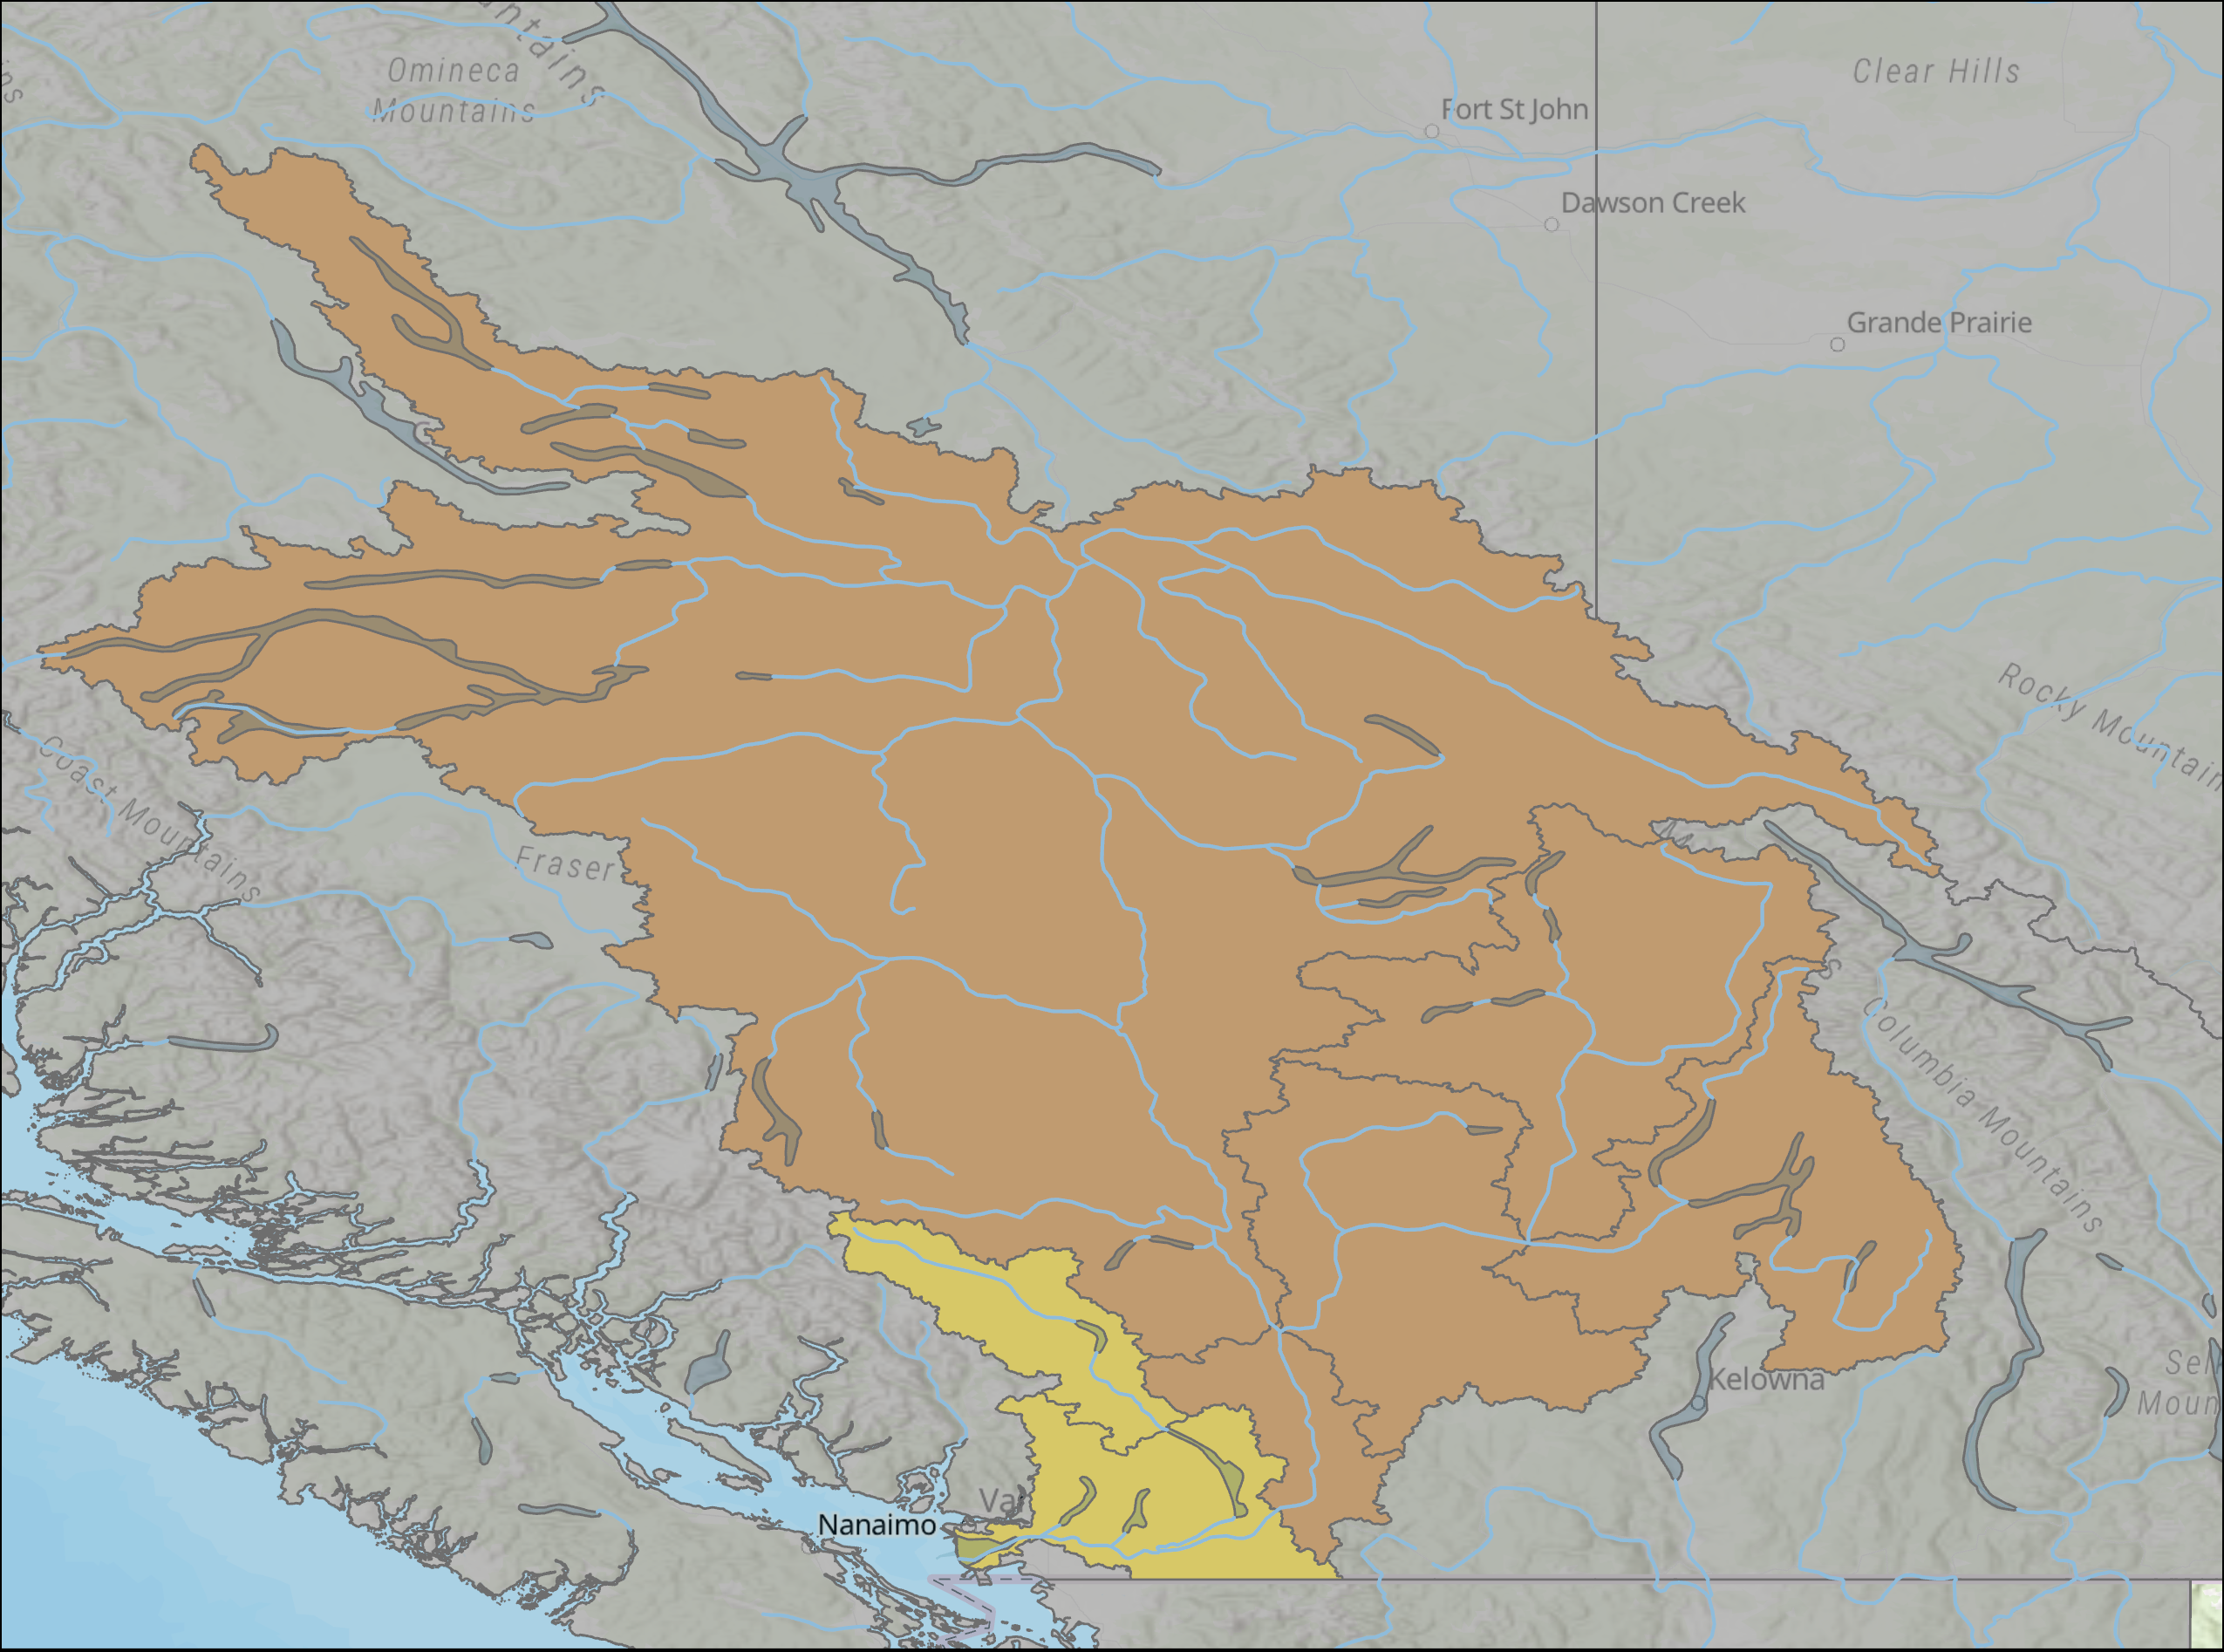 untains
Omineca
Mountains
Clear Hills
Fort St John
Dawson Creek
Grande Prairie
Rocky Mountain
Coast Mountains
Fraser
M
s
Columbia Mountains
Kelowna
Sel
Moun
Va
Nanaimo
ns